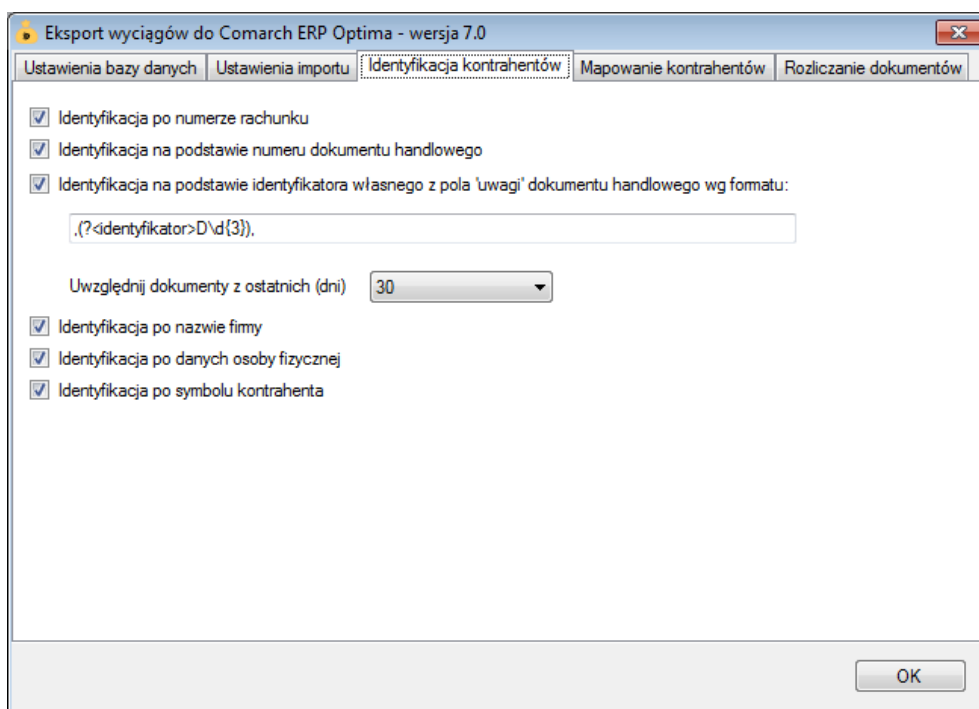 Eksport wyciągów do Comarch ERP Optima - wersja 7.0
Ustawienia bazy danych Ustawienia importu Identyfikacja kontrahentów Mapowanie kontrahentów Rozliczanie dokumentów
Identyfikacja po numerze rachunku
Identyfikacja na podstawie numeru dokumentu handlowego
Identyfikacja na podstawie identyfikatora własnego z pola 'uwagi' dokumentu handlowego wg formatu:
,(?<identyfikator>D\d{3}),
Uwzględnij dokumenty z ostatnich (dni) 30
Identyfikacja po nazwie firmy
Identyfikacja po danych osoby fizycznej
Identyfikacja po symbolu kontrahenta
OK